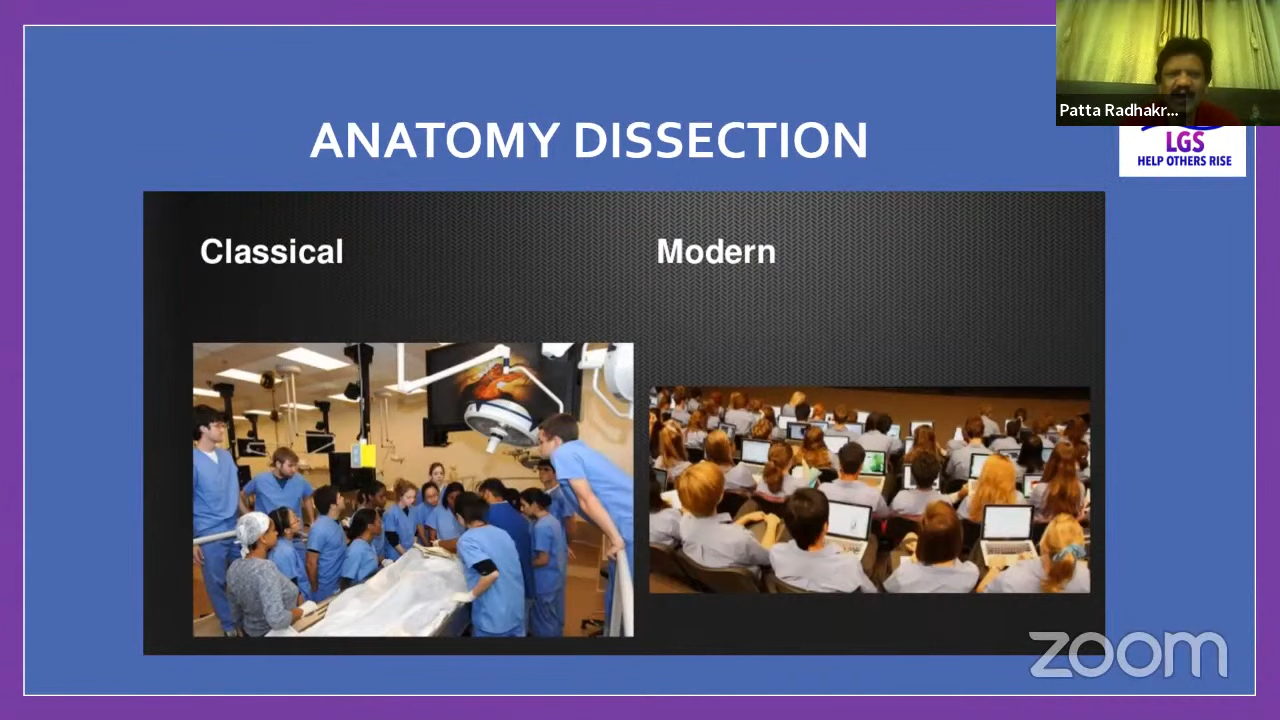 Patta Radhakr...
LGS
HELP OTHERS RISE
ANATOMY DISSECTION
Classical
Modern
zoom